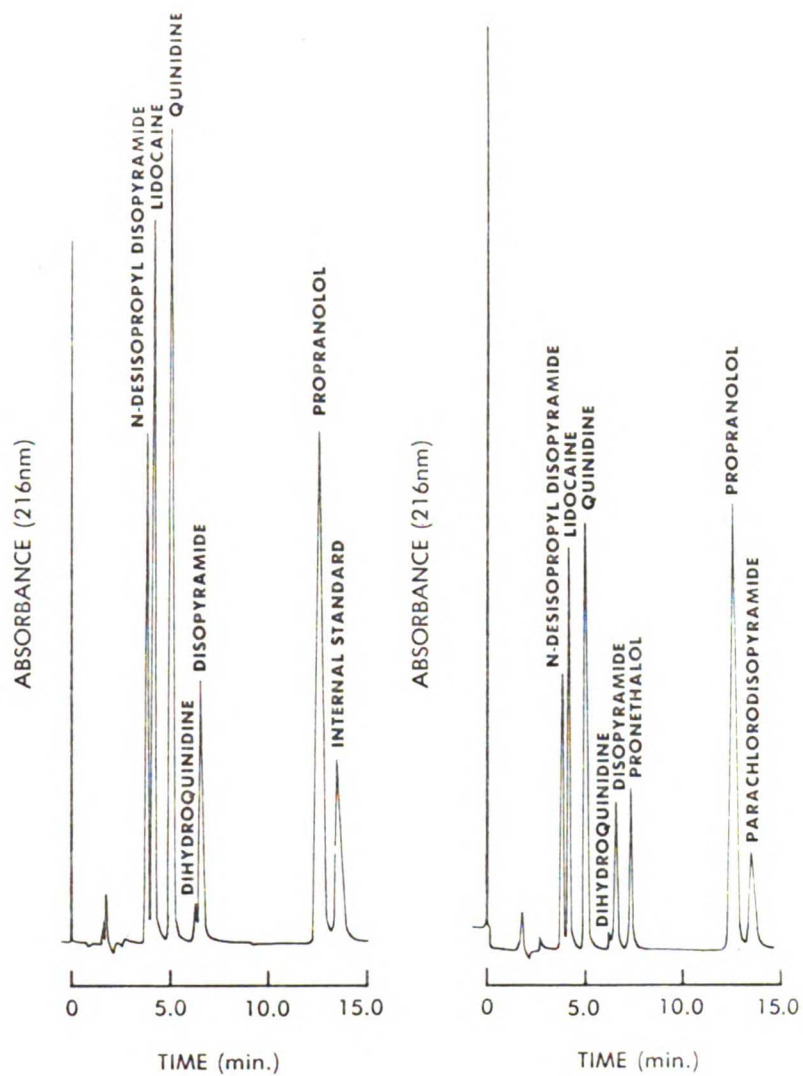 ABSORBANCE (216nm)
N-DESISOPROPYL DISOPYRAMIDE
LIDOCAINE
QUINIDINE
DIHYDROQUINIDINE
DISOPYRAMIDE
PROPRANOLOL
INTERNAL STANDARD
0 5.0 10.0 15.0
TIME (min.)
ABSORBANCE (216nm)
N-DESISOPROPYL DISOPYRAMIDE
LIDOCAINE
QUINIDINE
DIHYDROQUINIDINE
DISOPYRAMIDE
PRONETHALOL
PROPRANOLOL
PARACHLORODISOPYRAMIDE
0 5.0 10.0 15.0
TIME (min.)